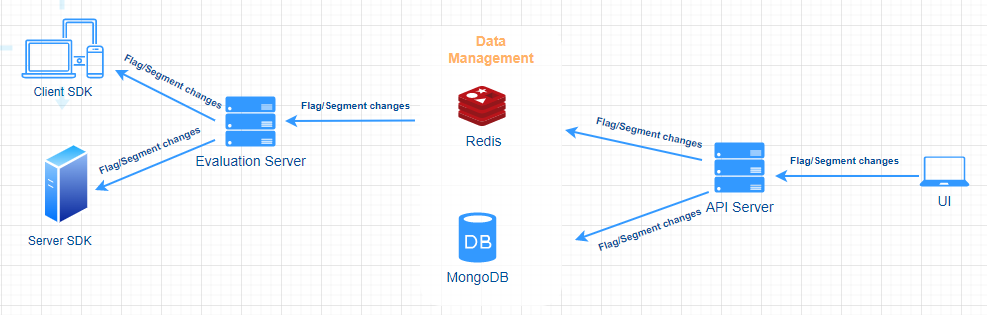 Data
Management
Flag/Segment changes
Client SDK
Flag/Segment changes
Redis
Flag/Segment changes
Flag/Segment changes
Evaluation Server
Flag/Segment changes
UI
API Server
Flag/Segment changes
Server SDK
MongoDB